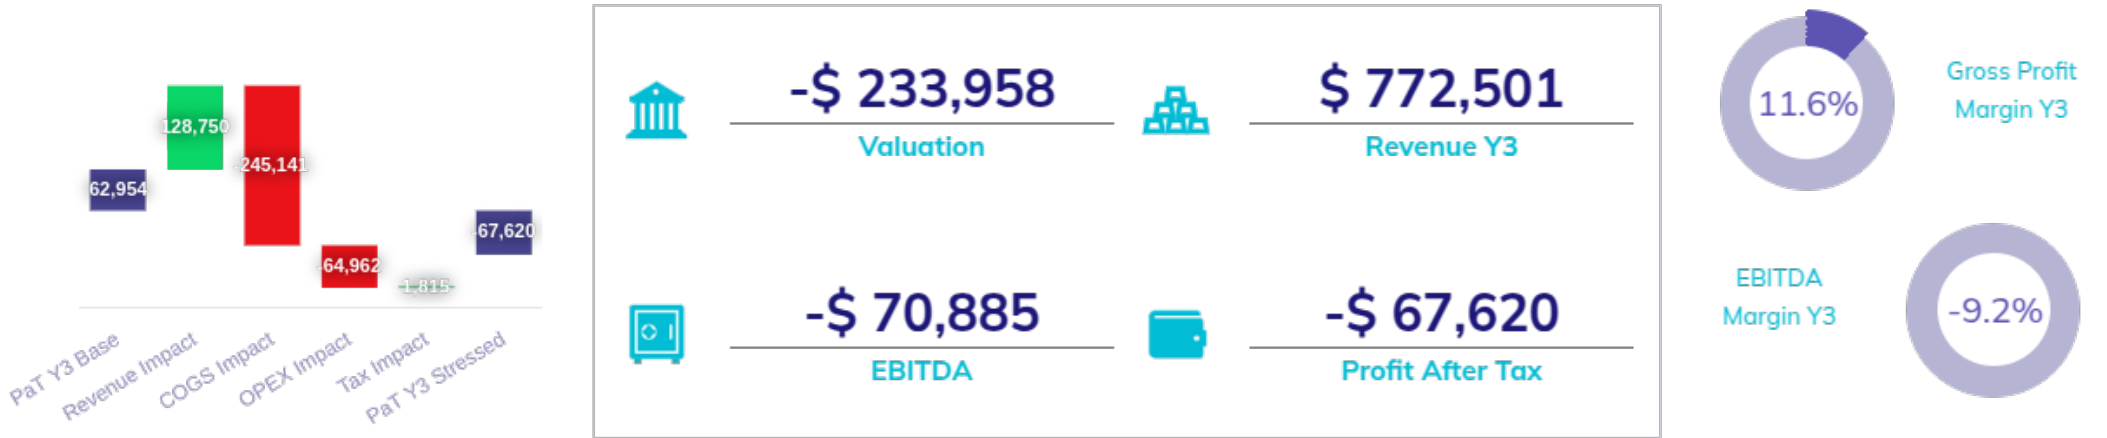 62,954
128,750
-245,141
-64,962
1,815
-67,620
PaT Y3 Base
Revenue Impact
COGS Impact
OPEX Impact
Tax Impact
PaT Y3 Stressed
-$ 233,958
Valuation
$ 772,501
Revenue Y3
-$ 70,885
EBITDA
-$ 67,620
Profit After Tax
11.6%
Gross Profit
Margin Y3
EBITDA
Margin Y3
-9.2%